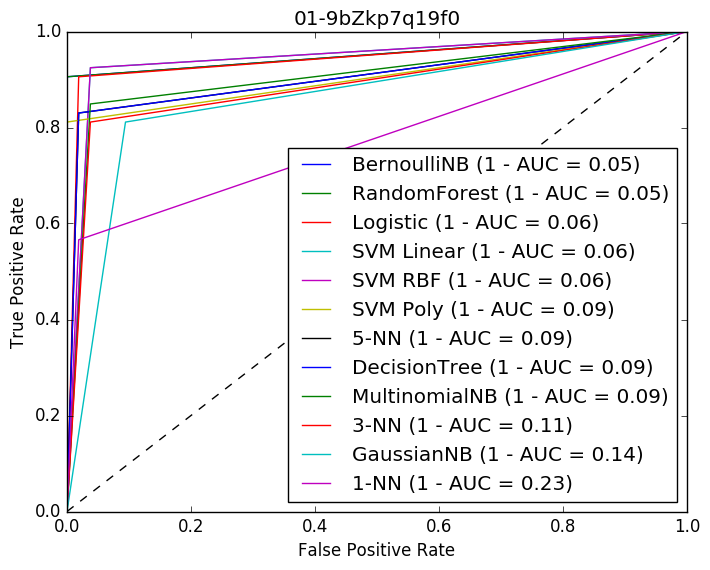 01-9bZkp7q19f0
1.0
0.8
0.6
0.4
0.2
0.0
True Positive Rate
BernoulliNB (1 - AUC = 0.05)
RandomForest (1 - AUC = 0.05)
Logistic (1 - AUC = 0.06)
SVM Linear (1 - AUC = 0.06)
SVM RBF (1 - AUC = 0.06)
SVM Poly (1 - AUC = 0.09)
5-NN (1 - AUC = 0.09)
DecisionTree (1 - AUC = 0.09)
MultinomialNB (1 - AUC = 0.09)
3-NN (1 - AUC = 0.11)
GaussianNB (1 - AUC = 0.14)
1-NN (1 - AUC = 0.23)
0.0 0.2 0.4 0.6 0.8 1.0
False Positive Rate